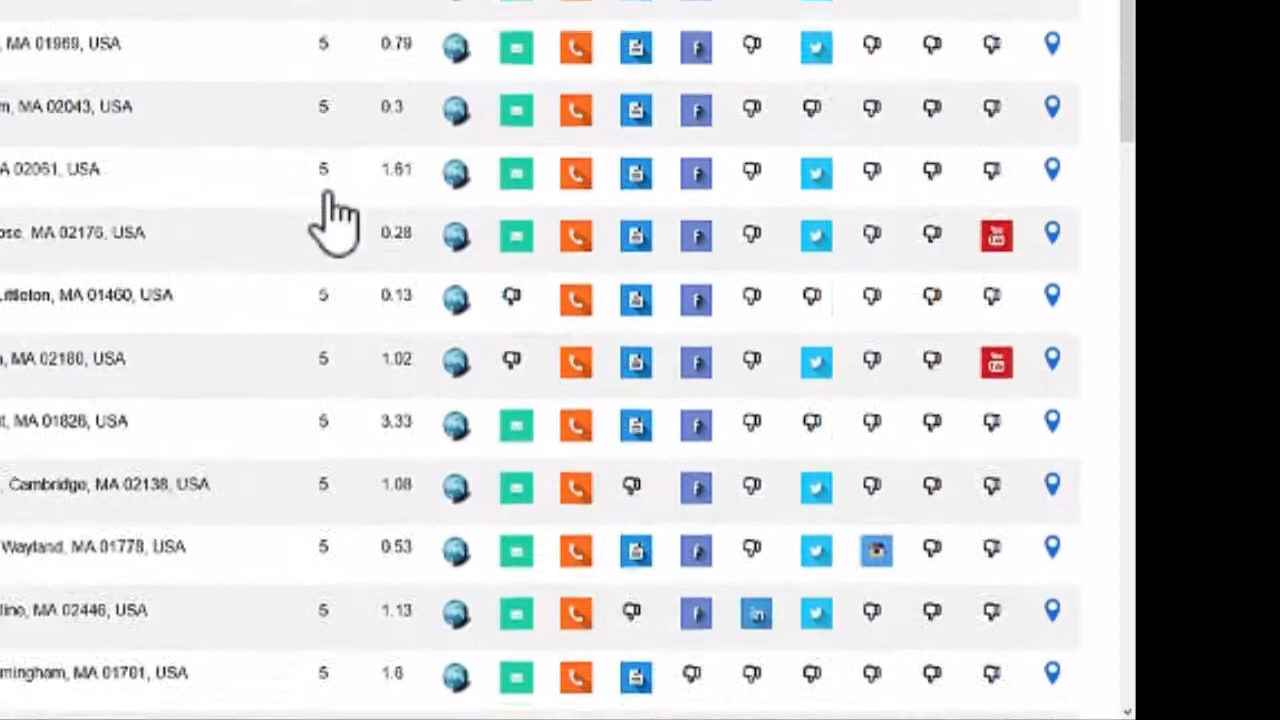 , MA 01969, USA 5 0.79
m, MA 02043, USA 5 0.3
A 02061, USA 5 1.61
ose, MA 02176, USA 5 0.28
Littleton, MA 01460, USA 5 0.13
, MA 02180, USA 5 1.02
t, MA 01826, USA 5 3.33
, Cambridge, MA 02138, USA 5 1.08
Wayland, MA 01778, USA 5 0.53
line, MA 02446, USA 5 1.13
mingham, MA 01701, USA 5 1.6